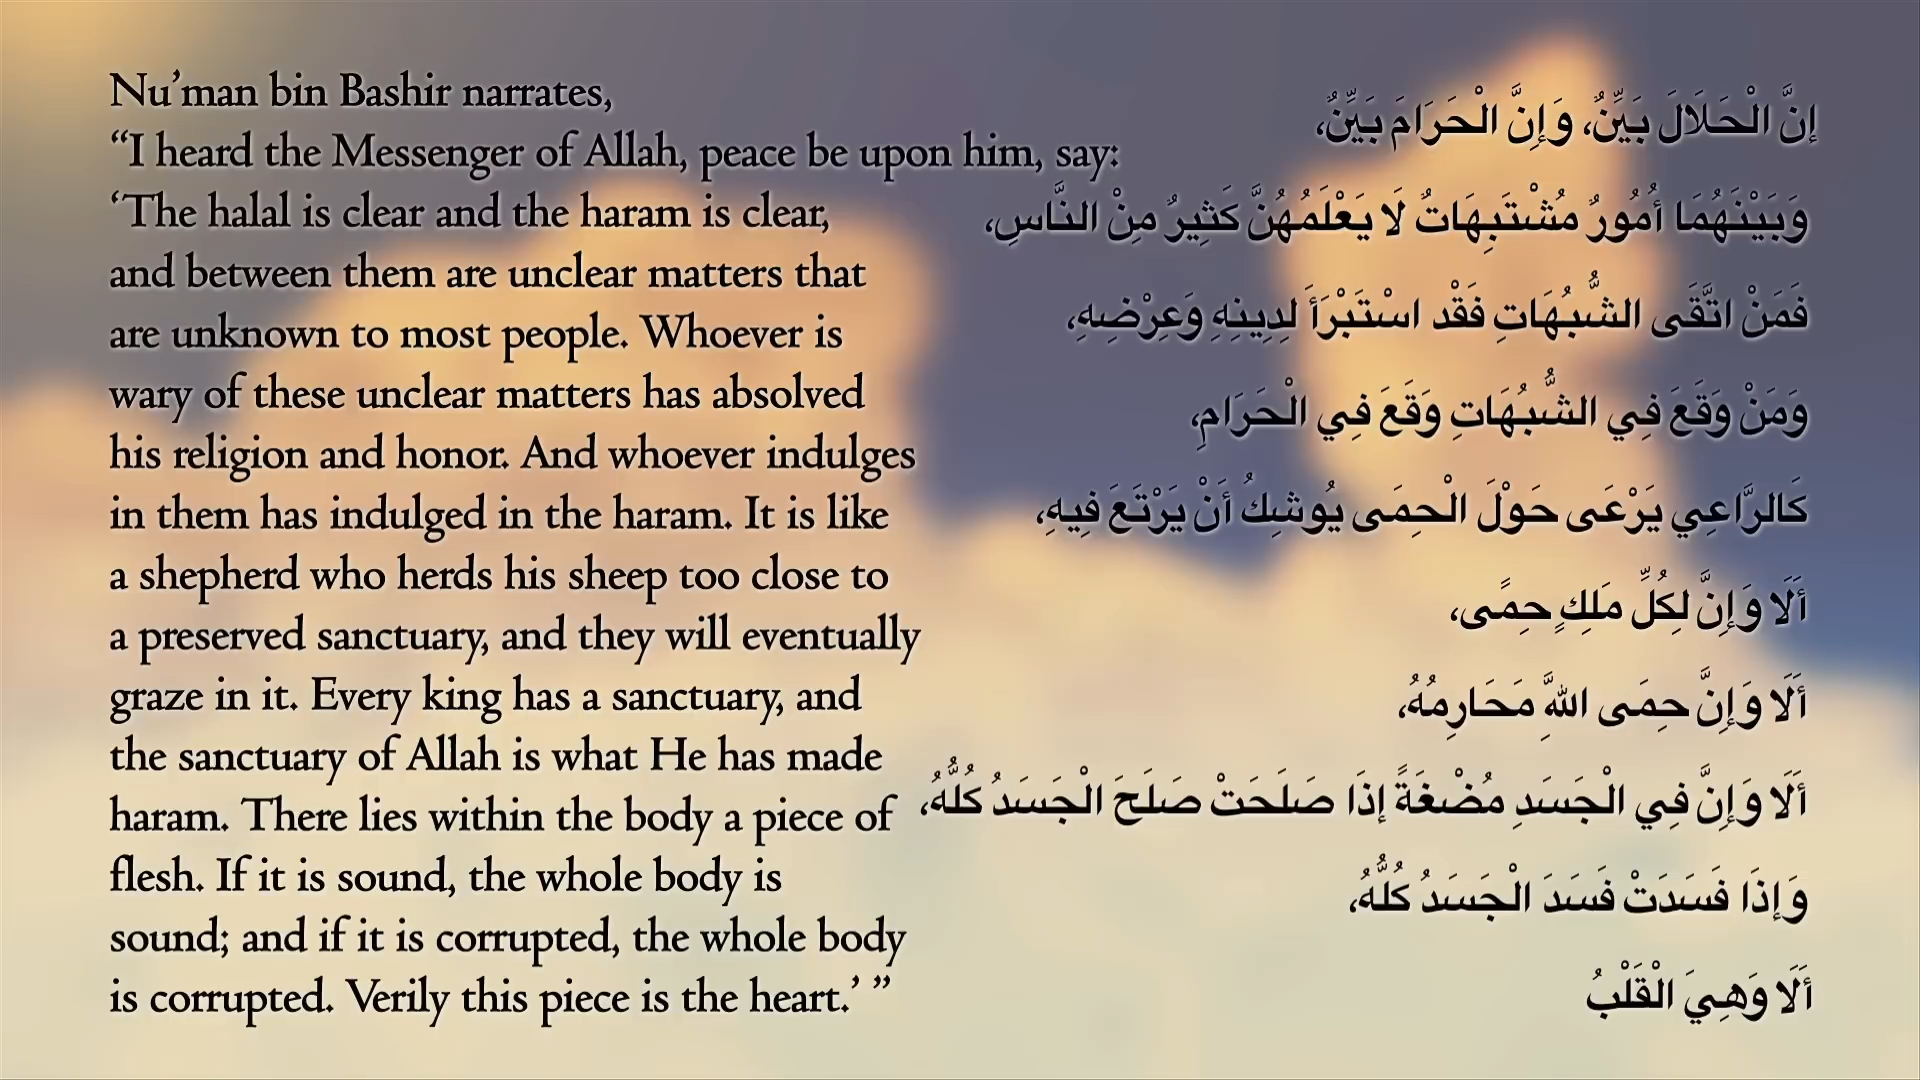 Nu’man bin Bashir narrates,
“I heard the Messenger of Allah, peace be upon him, say:
‘The halal is clear and the haram is clear,
and between them are unclear matters that
are unknown to most people. Whoever is
wary of these unclear matters has absolved
his religion and honor. And whoever indulges
in them has indulged in the haram. It is like
a shepherd who herds his sheep too close to
a preserved sanctuary, and they will eventually
graze in it. Every king has a sanctuary, and
the sanctuary of Allah is what He has made
haram. There lies within the body a piece of
flesh. If it is sound, the whole body is
sound; and if it is corrupted, the whole body
is corrupted. Verily this piece is the heart.’ ”
إنَّ الْحَلَالَ بَيِّنٌ، وَإِنَّ الْحَرَامَ بَيِّنٌ،
وَبَيْنَهُمَا أُمُورٌ مُشْتَبِهَاتٌ لَا يَعْلَمُهُنَّ كَثِيرٌ مِنْ النَّاسِ،
فَمَنْ اتَّقَى الشُّبُهَاتِ فَقْد اسْتَبْرَأَ لِدِينِهِ وَعِرْضِهِ،
وَمَنْ وَقَعَ فِي الشُّبُهَاتِ وَقَعَ فِي الْحَرَامِ،
كَالرَّاعِي يَرْعَى حَوْلَ الْحِمَى يُوشِكُ أَنْ يَرْتَعَ فِيهِ،
أَلَا وَإِنَّ لِكُلِّ مَلِكٍ حِمًى،
أَلَا وَإِنَّ حِمَى اللَّهِ مَحَارِمُهُ،
أَلَا وَإِنَّ فِي الْجَسَدِ مُضْغَةً إذَا صَلَحَتْ صَلَحَ الْجَسَدُ كُلُّهُ،
وَإذَا فَسَدَتْ فَسَدَ الْجَسَدُ كُلُّهُ،
أَلَا وَهِيَ الْقَلْبُ